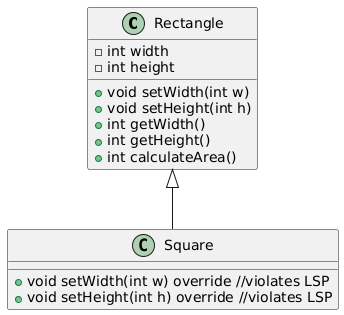 C Rectangle
int width
int height
void setWidth(int w)
void setHeight(int h)
int getWidth()
int getHeight()
int calculateArea()
C Square
void setWidth(int w) override //violates LSP
void setHeight(int h) override //violates LSP